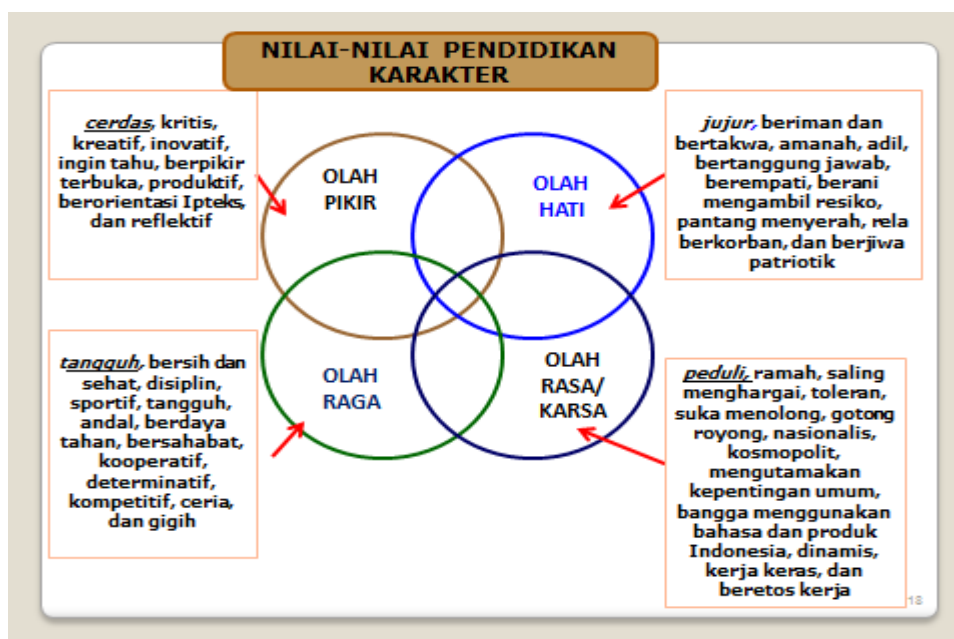 NILAI-NILAI PENDIDIKAN
KARAKTER
cerdas, kritis,
kreatif, inovatif,
ingin tahu, berpikir
terbuka, produktif,
berorientasi Ipteks,
dan reflektif
OLAH
PIKIR
OLAH
HATI
jujur, beriman dan
bertakwa, amanah, adil,
bertanggung jawab,
berempati, berani
mengambil resiko,
pantang menyerah, rela
berkorban, dan berjiwa
patriotik
tangguh, bersih dan
sehat, disiplin,
sportif, tangguh,
andal, berdaya
tahan, bersahabat,
kooperatif,
determinatif,
kompetitif, ceria,
dan gigih
OLAH
RAGA
OLAH
RASA/
KARSA
peduli, ramah, saling
menghargai, toleran,
suka menolong, gotong
royong, nasionalis,
kosmopolit,
mengutamakan
kepentingan umum,
bangga menggunakan
bahasa dan produk
Indonesia, dinamis,
kerja keras, dan
beretos kerja
18